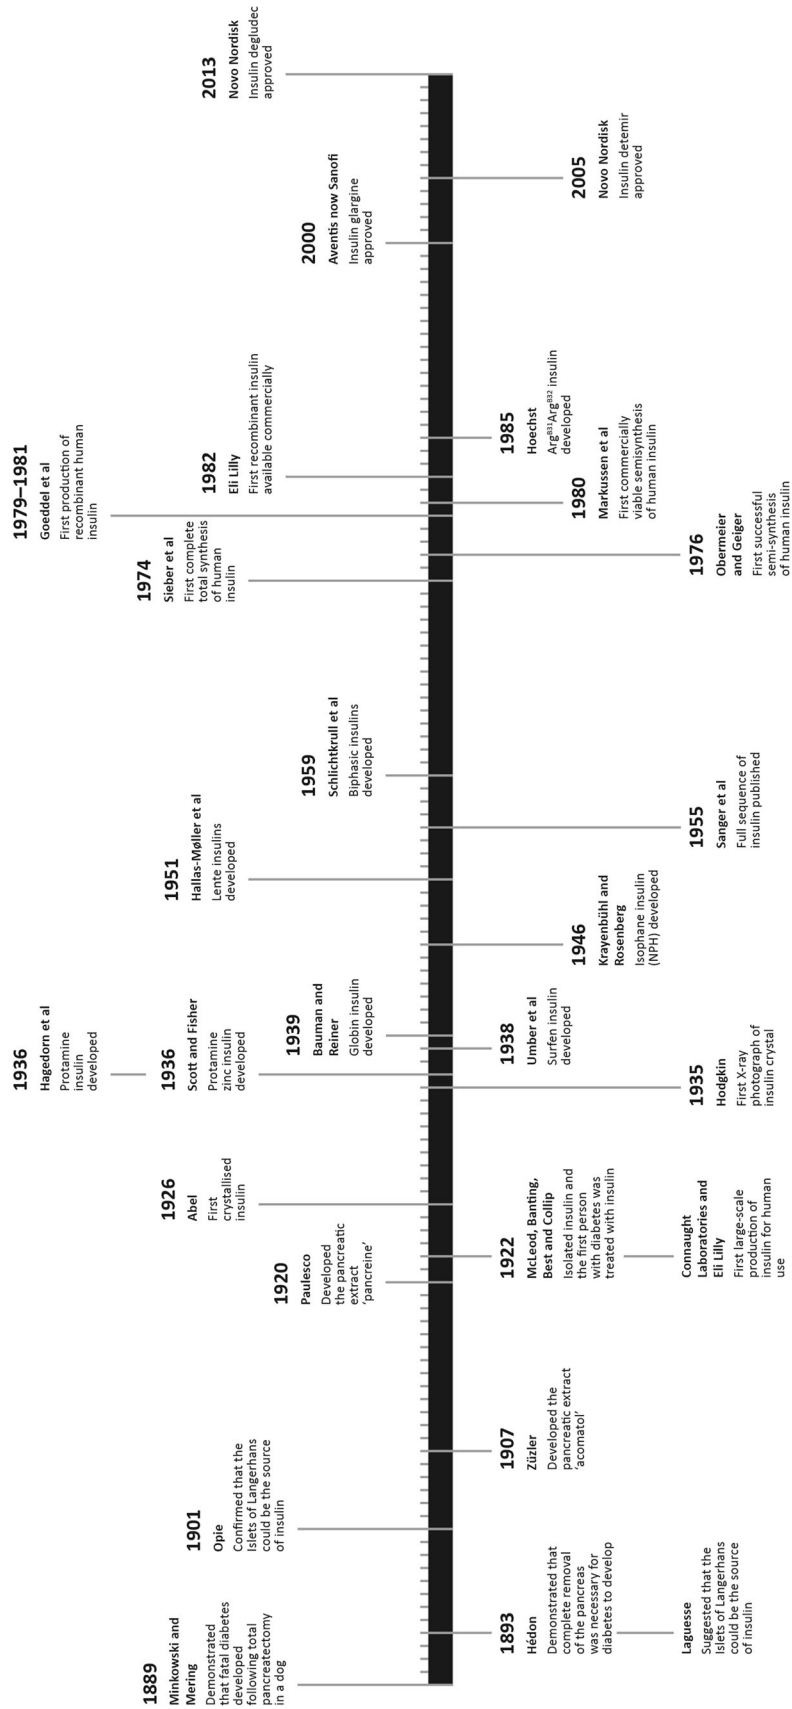 1889
Minkowski and
Mering
Demonstrated
that fatal diabetes
developed
following total
pancreatectomy
in a dog
1893
Hédon
Demonstrated that
complete removal
of the pancreas
was necessary for
diabetes to develop
Laguesse
Suggested that the
Islets of Langerhans
could be the source
of insulin
1901
Opie
Confirmed that the
Islets of Langerhans
could be the source
of insulin
1907
Züzler
Developed the
pancreatic extract
‘acomatol’
1920
Paulesco
Developed
the pancreatic
extract
‘pancreine’
1922
McLeod, Banting,
Best and Collip
Isolated insulin and
the first person
with diabetes was
treated with insulin
Connaught
Laboratories and
Eli Lilly
First large-scale
production of
insulin for human
use
1926
Abel
First
crystallised
insulin
1935
Hodgkin
First X-ray
photograph of
insulin crystal
1936
Hagedorn et al
Protamine
insulin
developed
1936
Scott and Fisher
Protamine
zinc insulin
developed
1938
Umber et al
Surfen insulin
developed
1939
Bauman and
Reiner
Globin insulin
developed
1946
Krayenbühl and
Rosenberg
Isophane insulin
(NPH) developed
1951
Hallas-Møller et al
Lente insulins
developed
1955
Sanger et al
Full sequence of
insulin published
1959
Schlichtkrull et al
Biphasic insulins
developed
1974
Sieber et al
First complete
total synthesis
of human
insulin
1976
Obermeier
and Geiger
First successful
semi-synthesis
of human insulin
1979–1981
Goeddel et al
First production of
recombinant human
insulin
1980
Markussen et al
First commercially
viable semisynthesis
of human insulin
1982
Eli Lilly
First recombinant insulin
available commercially
1985
Hoechst
ArgB31ArgB32 insulin
developed
2000
Aventis now Sanofi
Insulin glargine
approved
2005
Novo Nordisk
Insulin detemir
approved
2013
Novo Nordisk
Insulin degludec
approved